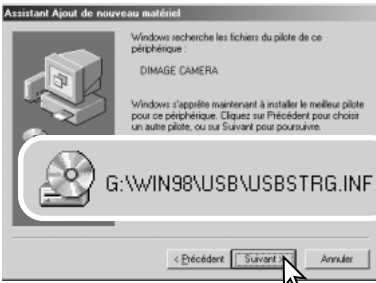 Assistant Ajout de nouveau matériel
Windows recherche les fichiers du pilote de ce
périphérique :
DIMAGE CAMERA
Windows s'apprête maintenant à installer le meilleur pilote
pour ce périphérique. Cliquez sur Précédent pour choisir
un autre pilote, ou sur Suivant pour poursuivre.
G:\WIN98\USB\USBSTRG.INF
< Précédent
Suivant >
Annuler